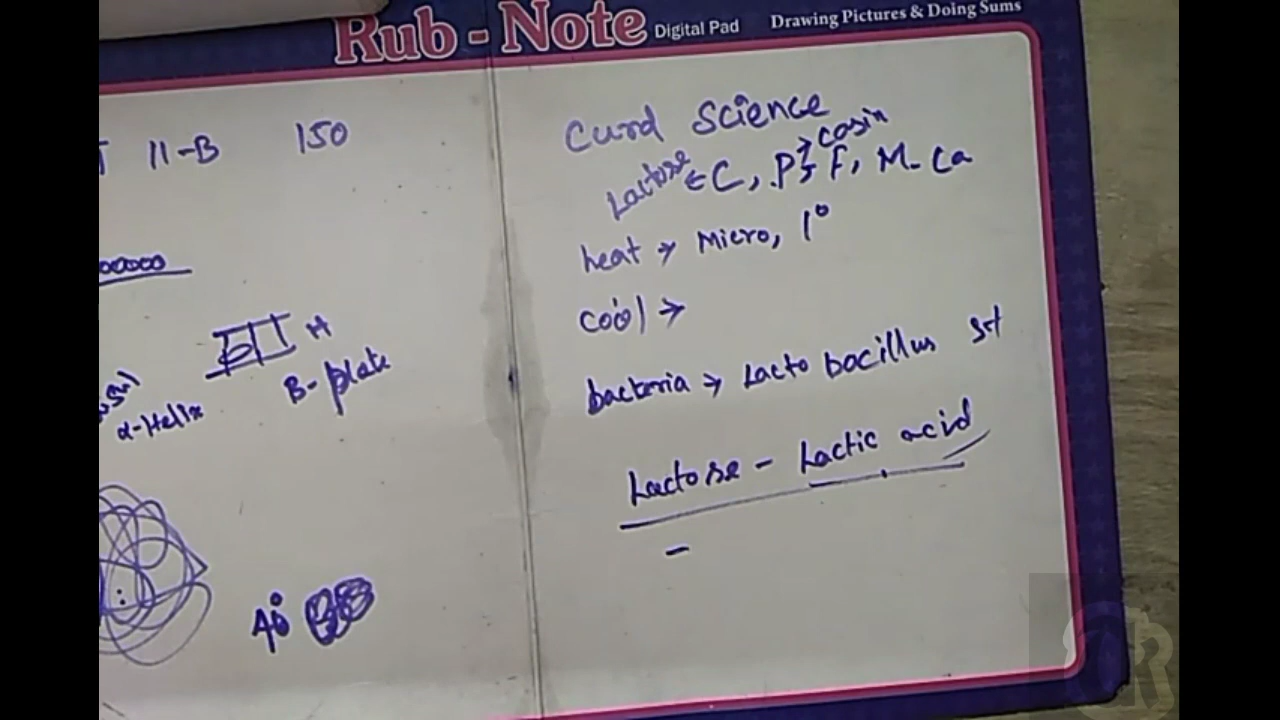 Rub - Note Digital Pad Drawing Pictures & Doing Sums
11-B 150
α-Helix
H
B-plate
4°
Curd Science
Lactose ← C, P, F, M - Ca
→ casin
heat → Micro, 1°
cool →
bacteria → Lacto bacillus st
Lactose - Lactic acid
-